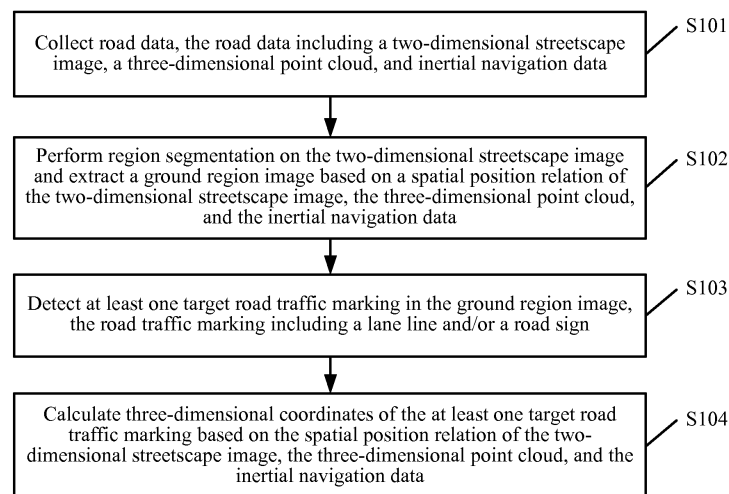 Collect road data, the road data including a two-dimensional streetscape
image, a three-dimensional point cloud, and inertial navigation data
S101
Perform region segmentation on the two-dimensional streetscape image
and extract a ground region image based on a spatial position relation of
the two-dimensional streetscape image, the three-dimensional point cloud,
and the inertial navigation data
S102
Detect at least one target road traffic marking in the ground region image,
the road traffic marking including a lane line and/or a road sign
S103
Calculate three-dimensional coordinates of the at least one target road
traffic marking based on the spatial position relation of the two-
dimensional streetscape image, the three-dimensional point cloud, and the
inertial navigation data
S104